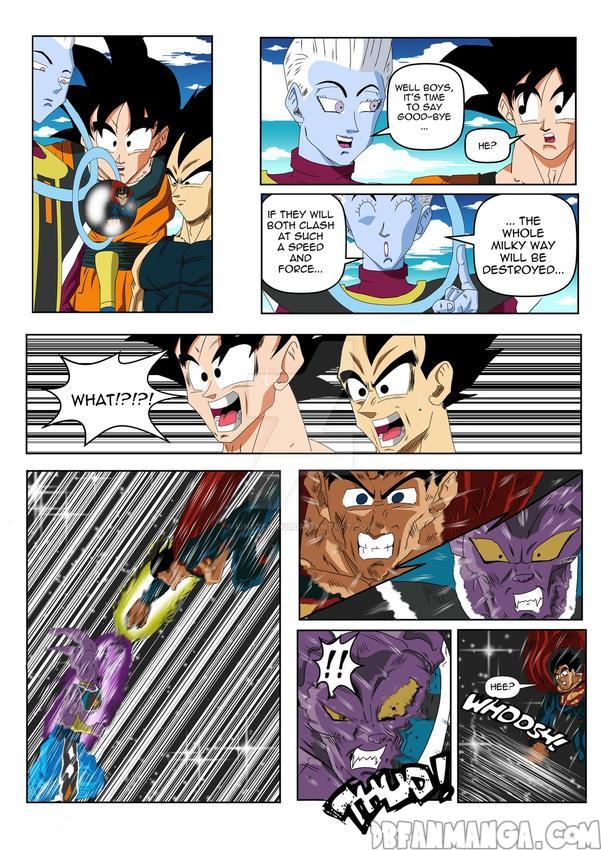 WELL BOYS,
IT'S TIME
TO SAY
GOOD-BYE
...
HE?
IF THEY WILL
BOTH CLASH
AT SUCH
A SPEED
AND
FORCE...
... THE
WHOLE
MILKY WAY
WILL BE
DESTROYED...
WHAT!?!?!
!!!
THUD!
HEE?
WHOOSH!
DBFANMANGA.COM